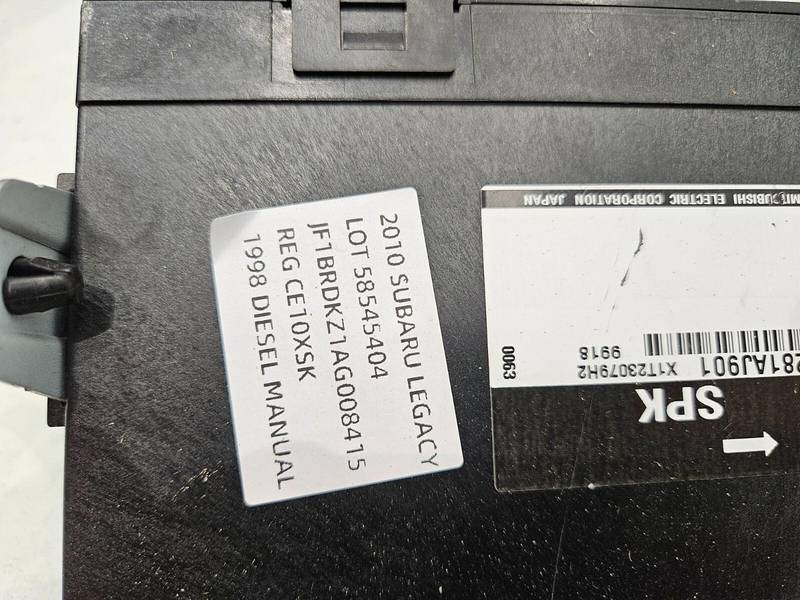 2010 SUBARU LEGACY
LOT 58545404
JF1BRDKZ1AG008415
REG CE10XSK
1998 DIESEL MANUAL
MITSUBISHI ELECTRIC CORPORATION JAPAN
281AJ901
X1T23079H2
9918
0063
SPK